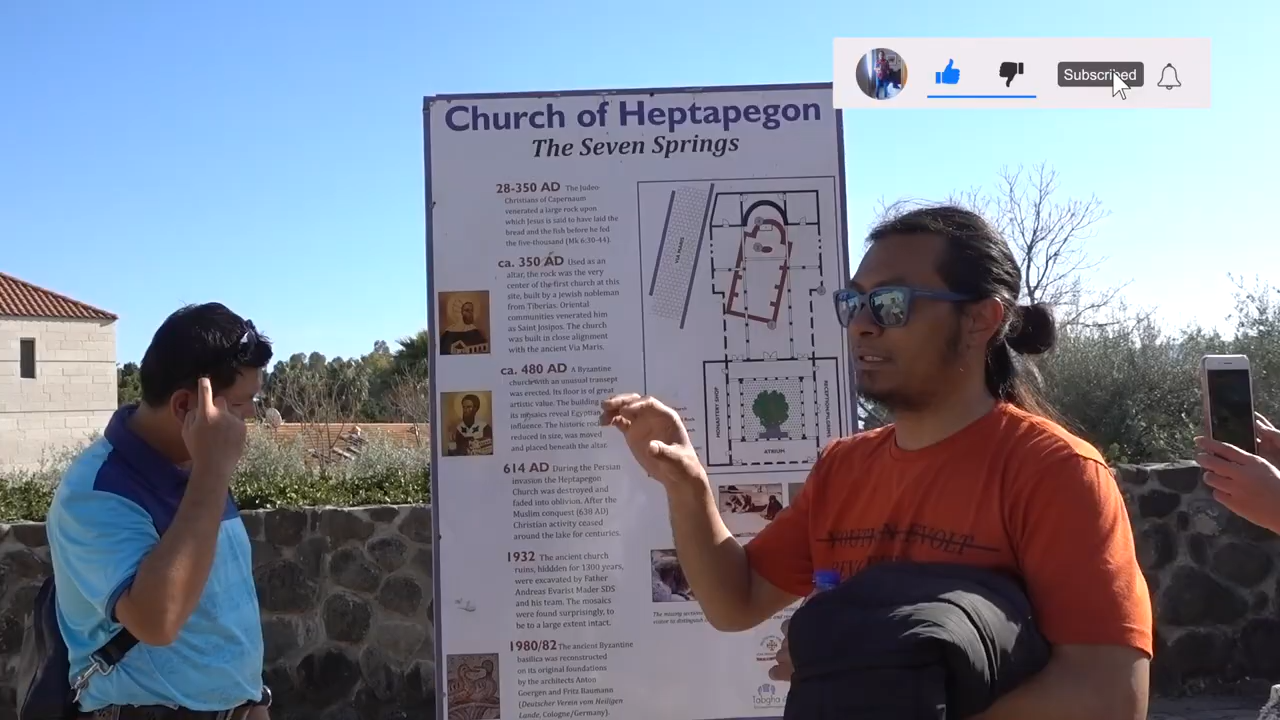 Subscribed
Church of Heptapegon
The Seven Springs
28-350 AD The Judeo-
Christians of Capernaum
venerated a large rock upon
which Jesus is said to have laid the
bread and the fish before he fed
the five-thousand (Mk 6:30-44).
ca. 350 AD Used as an
altar, the rock was the very
center of the first church at this
site, built by a jewish nobleman
from Tiberias. Oriental
communities venerated him
as Saint Josipos. The church
was built in close alignment
with the ancient Via Maris.
ca. 480 AD A Byzantine
church with an unusual transept
was erected. Its floor is of great
artistic value. The building
its mosaics reveal Egyptian
influence. The historic rock
reduced in size, was moved
and placed beneath the altar.
614 AD During the Persian
invasion the Heptapegon
Church was destroyed and
faded into oblivion. After the
Muslim conquest (638 AD)
Christian activity ceased
around the lake for centuries.
1932 The ancient church
ruins, hidden for 1300 years,
were excavated by Father
Andreas Evarist Mader SDS
and his team. The mosaics
were found surprisingly, to
be to a large extent intact.
1980/82 The ancient Byzantine
basilica was reconstructed
on its original foundations
by the architects Anton
Goergen and Fritz Baumann
(Deutscher Verein vom Heiligen
Lande, Cologne/Germany).
VIA MARIS
MONASTERY SHOP
ATRIUM
The missing section
Tabgha